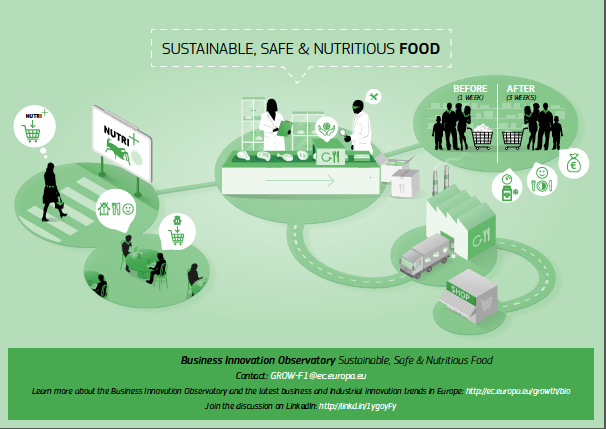 SUSTAINABLE, SAFE & NUTRITIOUS FOOD
BEFORE
(1 WEEK)
AFTER
(3 WEEKS)
NUTRI+
NUTRI+
SHOP
Business Innovation Observatory Sustainable, Safe & Nutritious Food
Contact: GROW-F1@ec.europa.eu
Learn more about the Business Innovation Observatory and the latest business and industrial innovation trends in Europe: http://ec.europa.eu/growth/bio
Join the discussion on LinkedIn: http://linkd.in/1ygoyFy